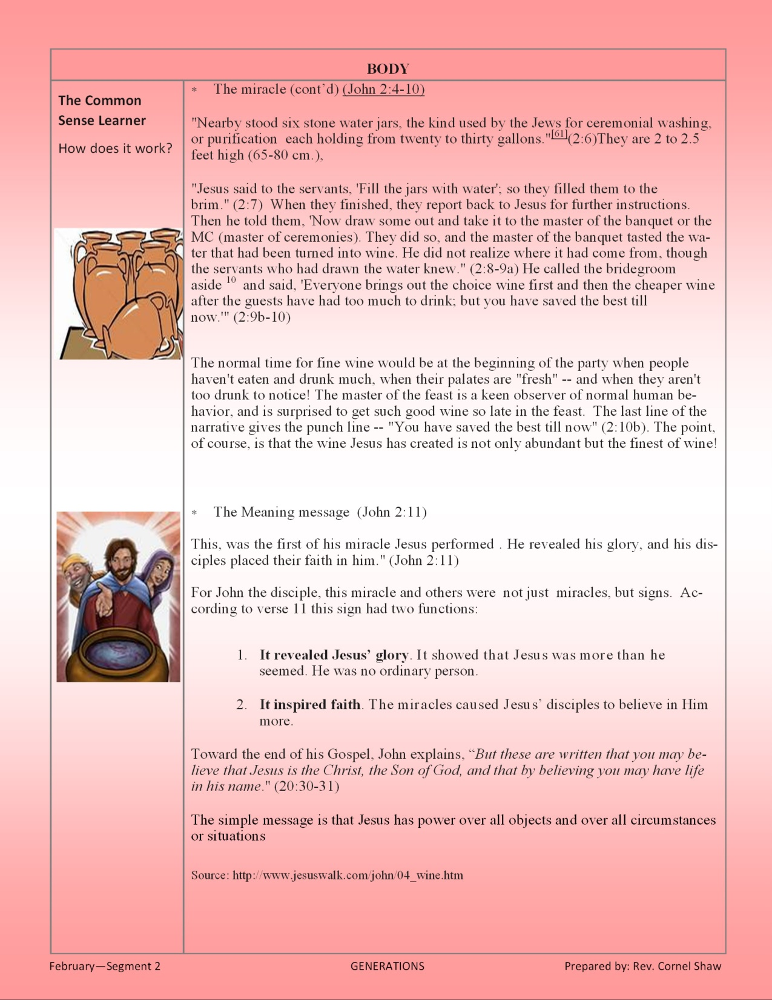 BODY
The Common
Sense Learner
How does it work?
* The miracle (cont’d) (John 2:4-10)
"Nearby stood six stone water jars, the kind used by the Jews for ceremonial washing,
or purification each holding from twenty to thirty gallons."[61](2:6)They are 2 to 2.5
feet high (65-80 cm.),
"Jesus said to the servants, 'Fill the jars with water'; so they filled them to the
brim." (2:7) When they finished, they report back to Jesus for further instructions.
Then he told them, 'Now draw some out and take it to the master of the banquet or the
MC (master of ceremonies). They did so, and the master of the banquet tasted the wa-
ter that had been turned into wine. He did not realize where it had come from, though
the servants who had drawn the water knew." (2:8-9a) He called the bridegroom
aside 10 and said, 'Everyone brings out the choice wine first and then the cheaper wine
after the guests have had too much to drink; but you have saved the best till
now.'" (2:9b-10)
The normal time for fine wine would be at the beginning of the party when people
haven't eaten and drunk much, when their palates are "fresh" -- and when they aren't
too drunk to notice! The master of the feast is a keen observer of normal human be-
havior, and is surprised to get such good wine so late in the feast. The last line of the
narrative gives the punch line -- "You have saved the best till now" (2:10b). The point,
of course, is that the wine Jesus has created is not only abundant but the finest of wine!
* The Meaning message (John 2:11)
This, was the first of his miracle Jesus performed . He revealed his glory, and his dis-
ciples placed their faith in him." (John 2:11)
For John the disciple, this miracle and others were not just miracles, but signs. Ac-
cording to verse 11 this sign had two functions:
1. It revealed Jesus’ glory. It showed that Jesus was more than he
seemed. He was no ordinary person.
2. It inspired faith. The miracles caused Jesus’ disciples to believe in Him
more.
Toward the end of his Gospel, John explains, “But these are written that you may be-
lieve that Jesus is the Christ, the Son of God, and that by believing you may have life
in his name." (20:30-31)
The simple message is that Jesus has power over all objects and over all circumstances
or situations
Source: http://www.jesuswalk.com/john/04_wine.htm
February—Segment 2 GENERATIONS Prepared by: Rev. Cornel Shaw